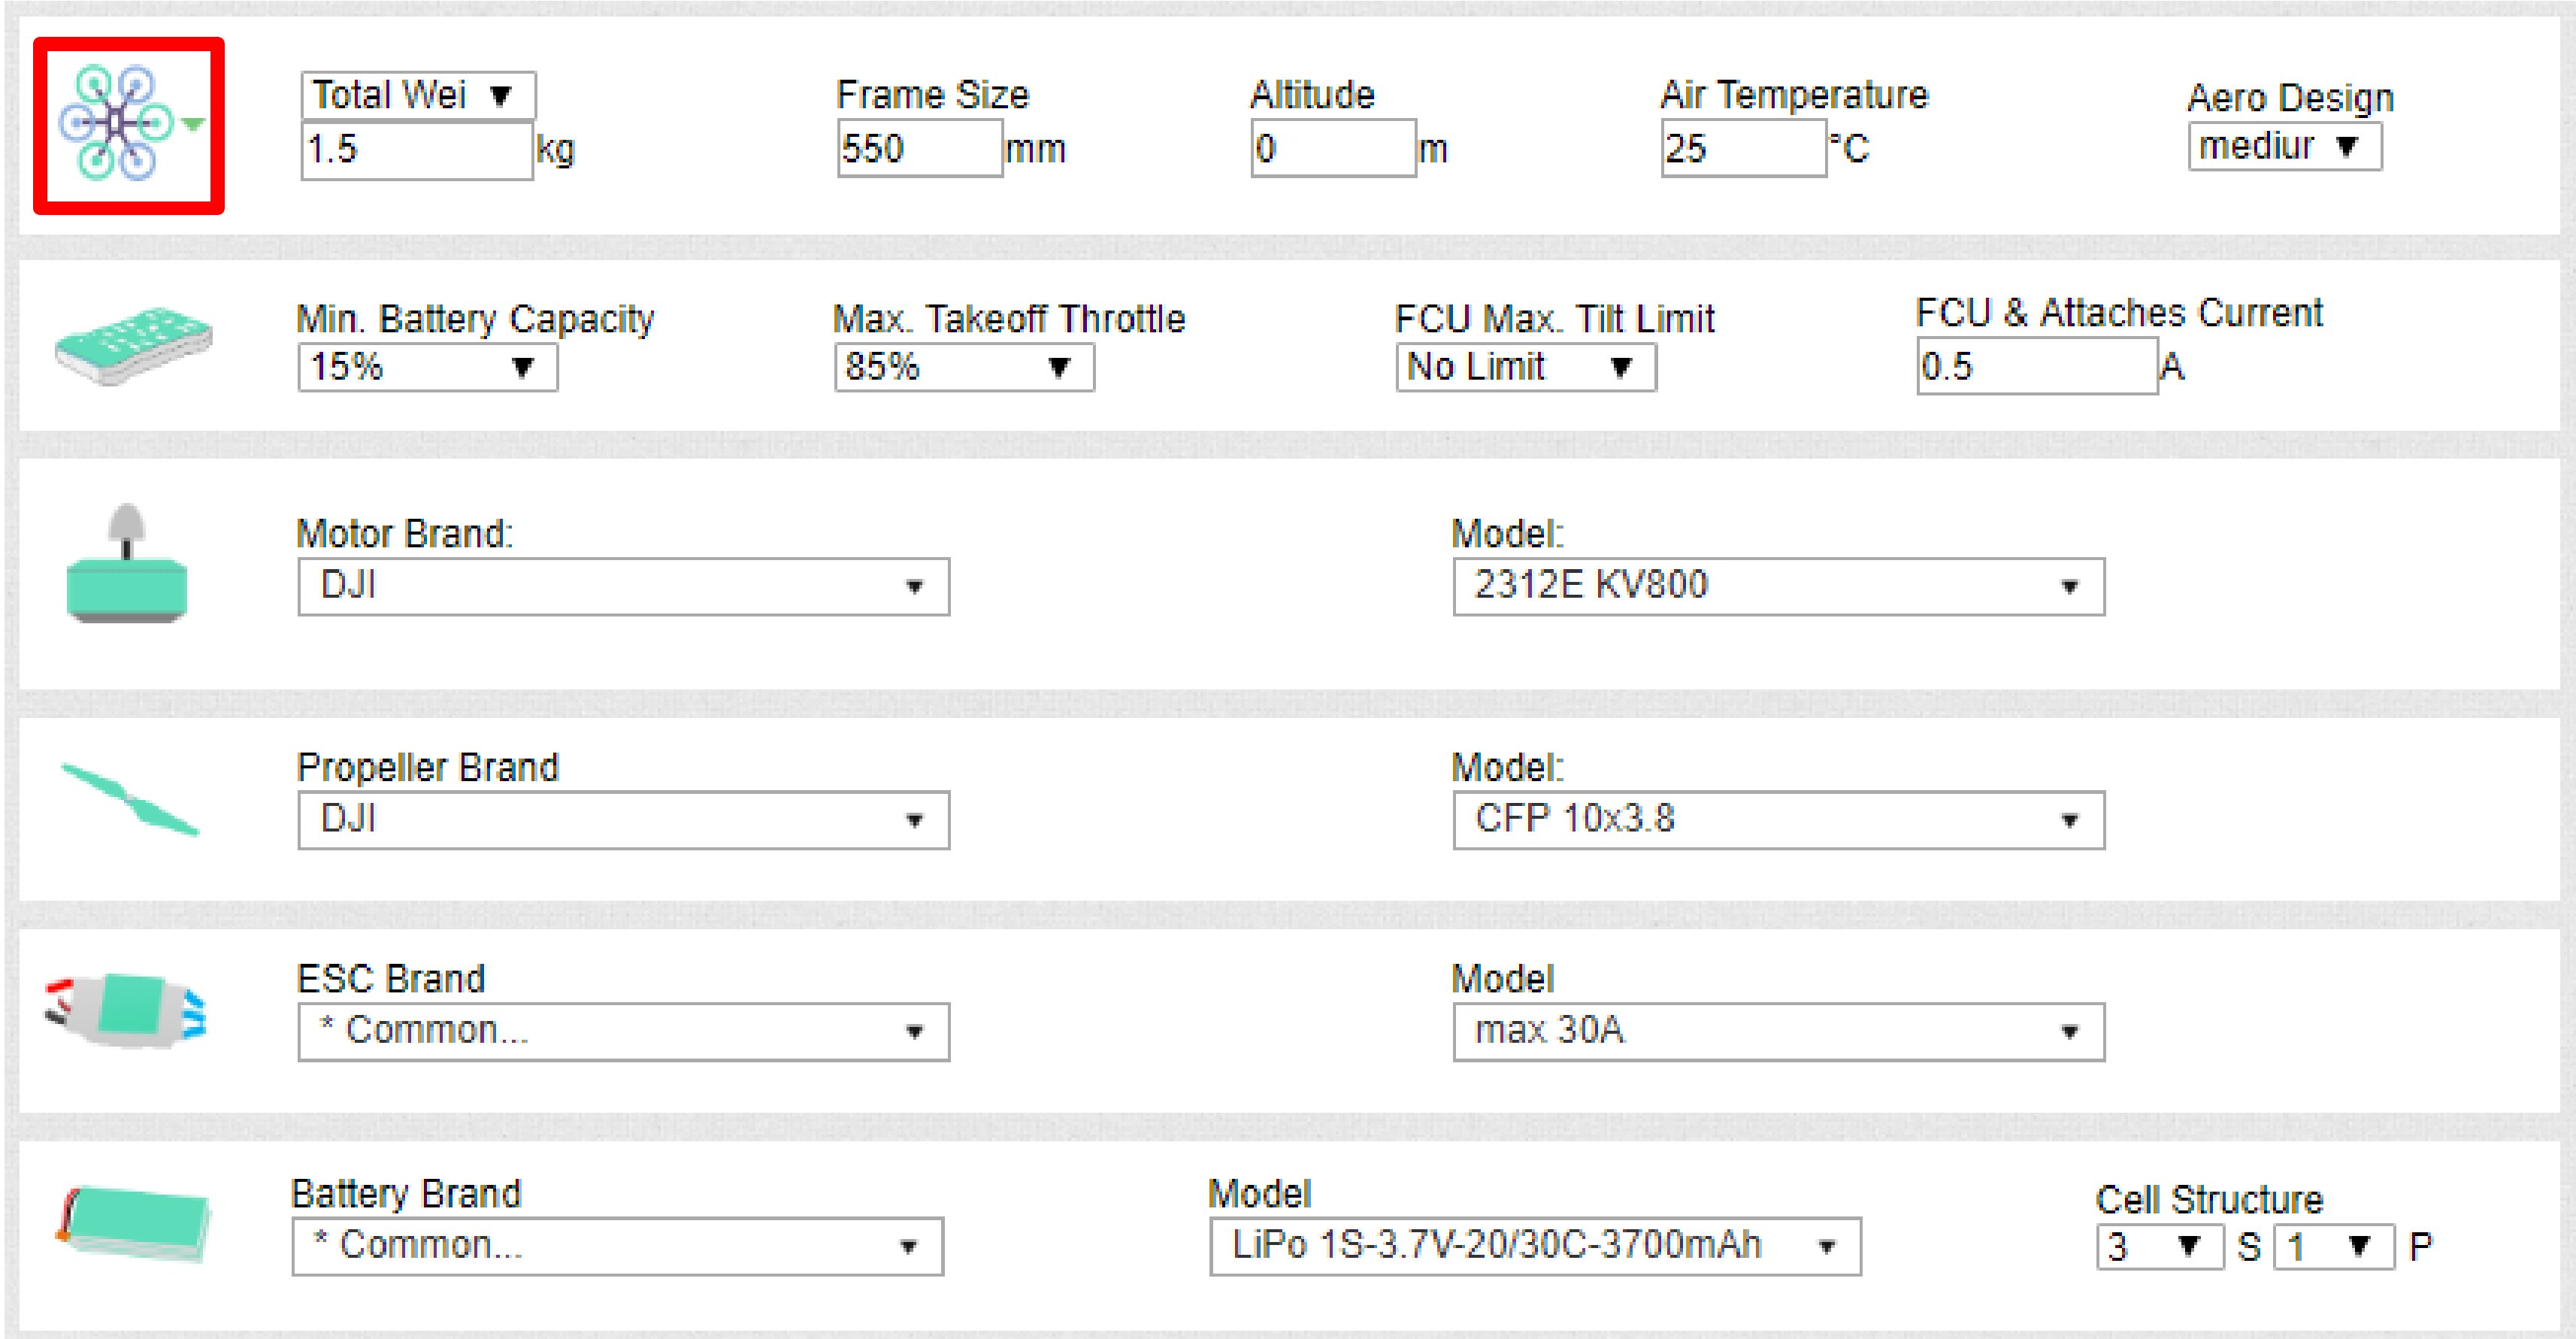 Total Wei
Frame Size
Altitude
Air Temperature
Aero Design
1.5 kg
550 mm
0 m
25 °C
mediur
Min. Battery Capacity
Max. Takeoff Throttle
FCU Max. Tilt Limit
FCU & Attaches Current
15%
85%
No Limit
0.5 A
Motor Brand:
Model:
DJI
2312E KV800
Propeller Brand
Model:
DJI
CFP 10x3.8
ESC Brand
Model
* Common...
max 30A
Battery Brand
Model
Cell Structure
* Common...
LiPo 1S-3.7V-20/30C-3700mAh
3 S 1 P